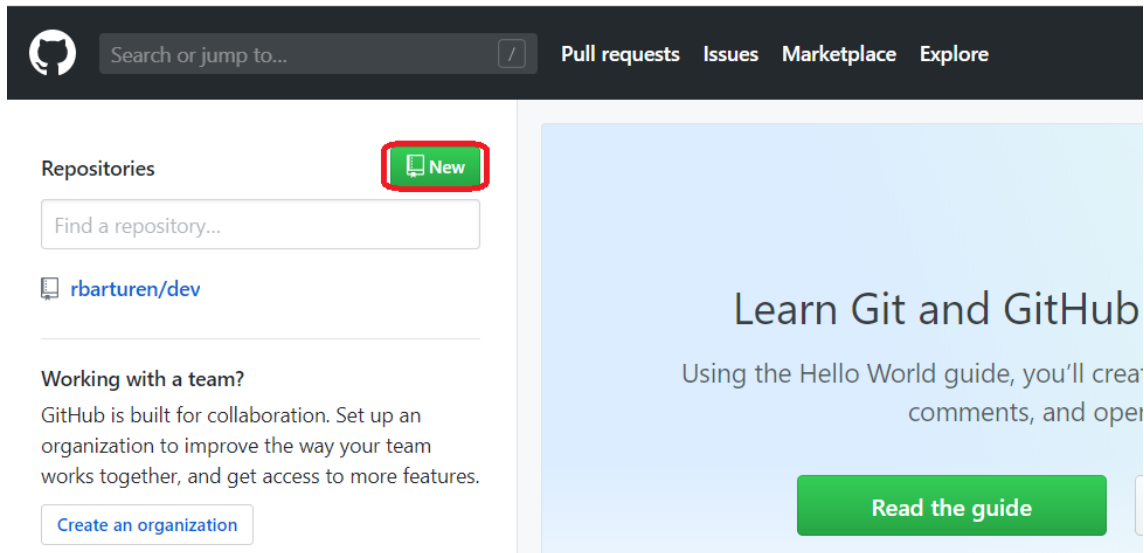 Search or jump to... /
Pull requests Issues Marketplace Explore
Repositories
New
Find a repository...
rbarturen/dev
Working with a team?
GitHub is built for collaboration. Set up an
organization to improve the way your team
works together, and get access to more features.
Create an organization
Learn Git and GitHub
Using the Hello World guide, you’ll crea
comments, and open
Read the guide